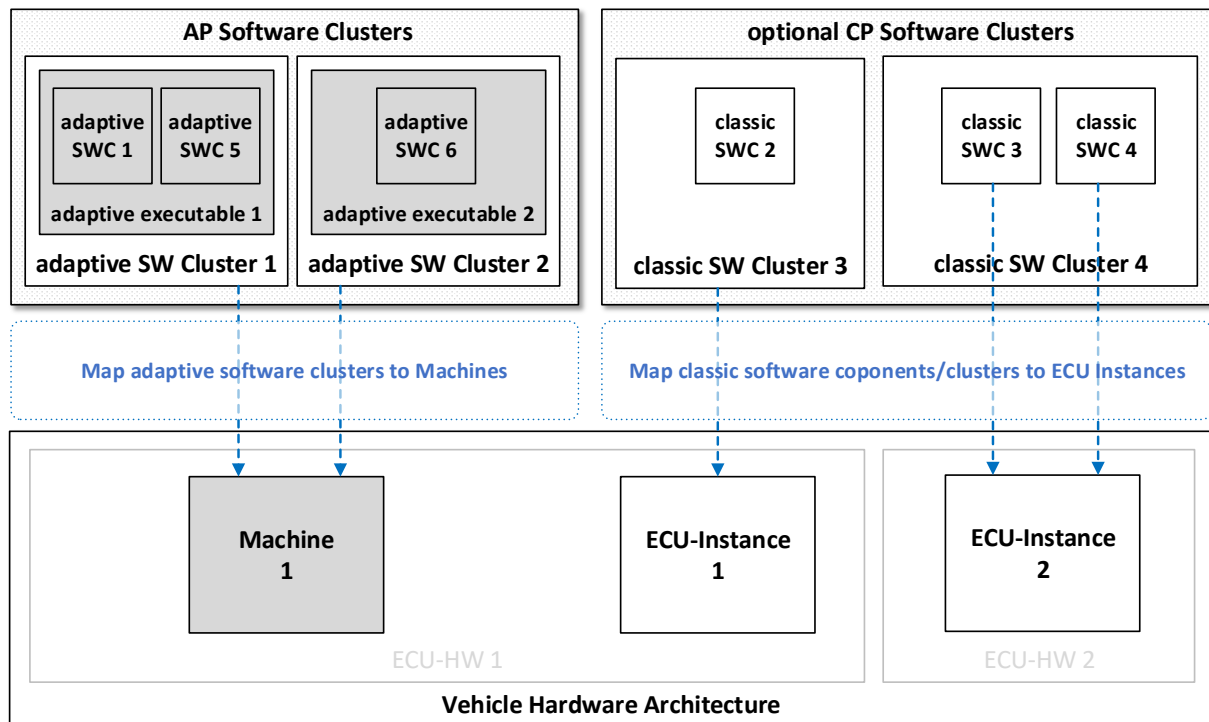 AP Software Clusters
adaptive
SWC 1
adaptive
SWC 5
adaptive executable 1
adaptive SW Cluster 1
adaptive
SWC 6
adaptive executable 2
adaptive SW Cluster 2
optional CP Software Clusters
classic
SWC 2
classic SW Cluster 3
classic
SWC 3
classic
SWC 4
classic SW Cluster 4
Map adaptive software clusters to Machines
Map classic software coponents/clusters to ECU Instances
Machine
1
ECU-Instance
1
ECU-HW 1
ECU-Instance
2
ECU-HW 2
Vehicle Hardware Architecture